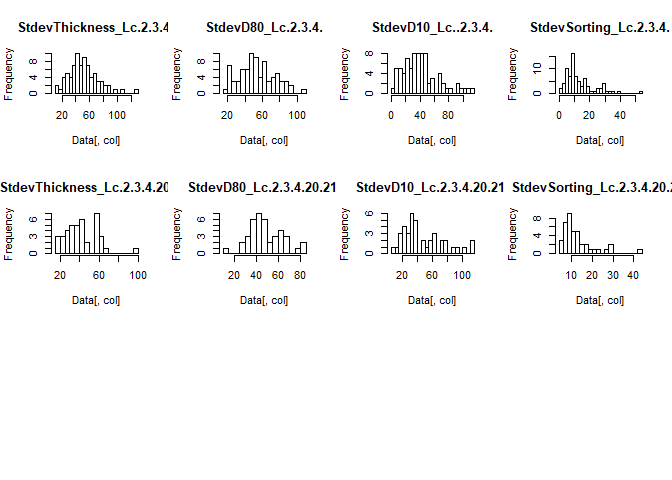 StdevThickness_Lc.2.3.4
StdevD80_Lc.2.3.4.
StdevD10_Lc..2.3.4.
StdevSorting_Lc.2.3.4.
Frequency
0 4 8
20 60 100
Data[, col]
Frequency
0 4 8
20 60 100
Data[, col]
Frequency
0 4 8
0 40 80
Data[, col]
Frequency
0 10
0 20 40
Data[, col]
StdevThickness_Lc.2.3.4.20
StdevD80_Lc.2.3.4.20.21
StdevD10_Lc.2.3.4.20.21
StdevSorting_Lc.2.3.4.20.2
Frequency
0 3 6
20 60 100
Data[, col]
Frequency
0 3 6
20 40 60 80
Data[, col]
Frequency
0 3 6
20 60 100
Data[, col]
Frequency
0 4 8
10 20 30 40
Data[, col]